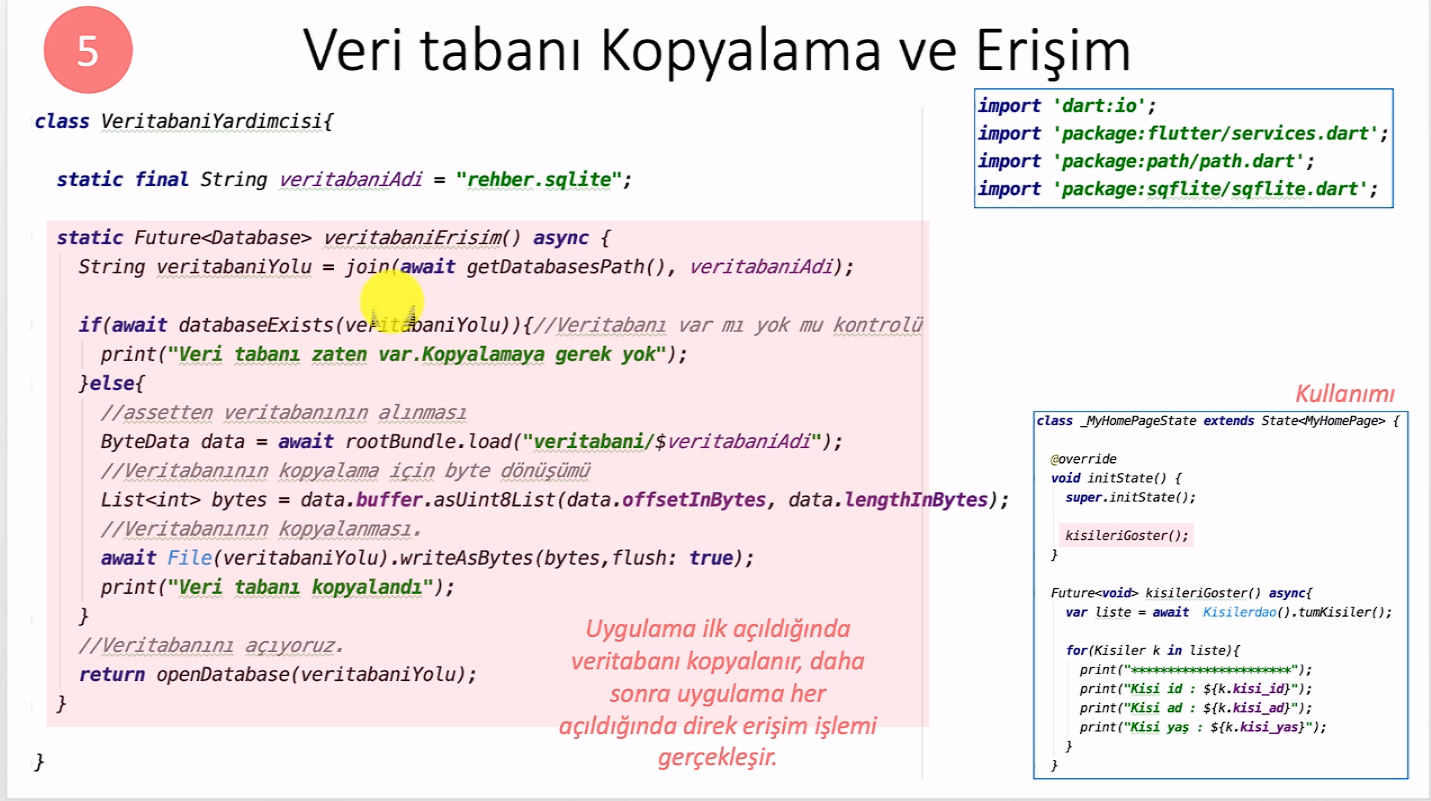 5
Veri tabanı Kopyalama ve Erişim
class VeritabaniYardimcisi{
static final String veritabaniAdi = "rehber.sqlite";
static Future<Database> veritabaniErisim() async {
String veritabaniYolu = join(await getDatabasesPath(), veritabaniAdi);
if(await databaseExists(veritabaniYolu)){//Veritabanı var mı yok mu kontrolü
print("Veri tabanı zaten var.Kopyalamaya gerek yok");
}else{
//assetten veritabanının alınması
ByteData data = await rootBundle.load("veritabani/$veritabaniAdi");
//Veritabanının kopyalama için byte dönüşümü
List<int> bytes = data.buffer.asUint8List(data.offsetInBytes, data.lengthInBytes);
//Veritabanının kopyalanması.
await File(veritabaniYolu).writeAsBytes(bytes,flush: true);
print("Veri tabanı kopyalandı");
}
//Veritabanını açıyoruz.
return openDatabase(veritabaniYolu);
}
}
Uygulama ilk açıldığında
veritabanı kopyalanır, daha
sonra uygulama her
açıldığında direk erişim işlemi
gerçekleşir.
import 'dart:io';
import 'package:flutter/services.dart';
import 'package:path/path.dart';
import 'package:sqflite/sqflite.dart';
Kullanımı
class _MyHomePageState extends State<MyHomePage> {
@override
void initState() {
super.initState();
kisileriGoster();
}
Future<void> kisileriGoster() async{
var liste = await Kisilerdao().tumKisiler();
for(Kisiler k in liste){
print("**********************");
print("Kisi id : ${k.kisi_id}");
print("Kisi ad : ${k.kisi_ad}");
print("Kisi yaş : ${k.kisi_yas}");
}
}